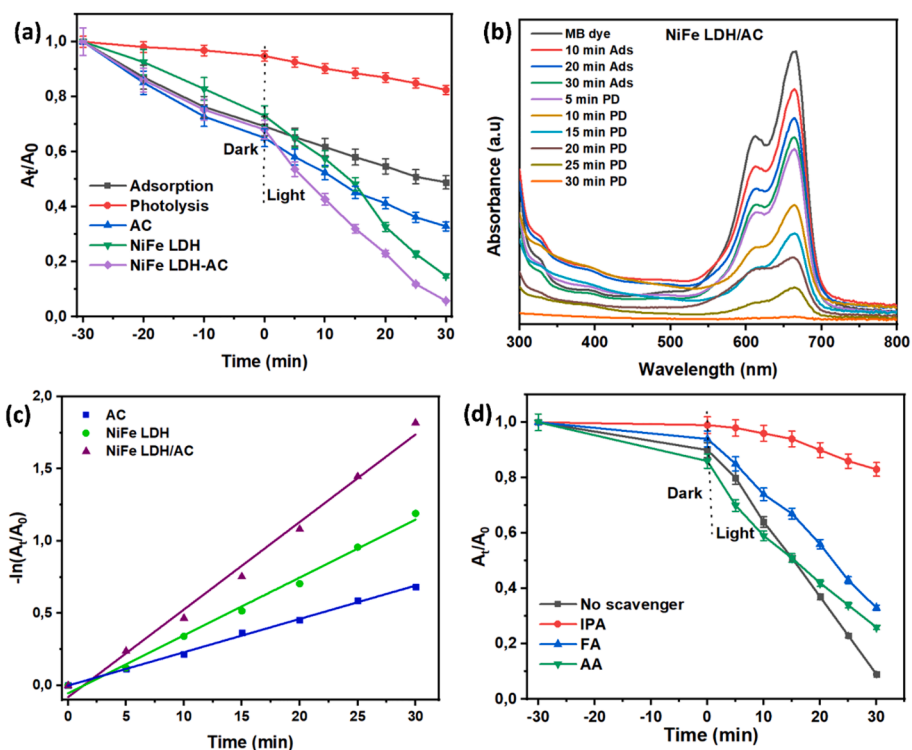 (a)
1,0
0,8
0,6
0,4
0,2
0,0
At/A0
Dark
Light
Adsorption
Photolysis
AC
NiFe LDH
NiFe LDH-AC
-30 -20 -10 0 10 20 30
Time (min)
(b)
NiFe LDH/AC
MB dye
10 min Ads
20 min Ads
30 min Ads
5 min PD
10 min PD
15 min PD
20 min PD
25 min PD
30 min PD
Absorbance (a.u)
300 400 500 600 700 800
Wavelength (nm)
(c)
AC
NiFe LDH
NiFe LDH/AC
2,0
1,5
1,0
0,5
0,0
-ln(At/A0)
0 5 10 15 20 25 30
Time (min)
(d)
1,0
0,8
0,6
0,4
0,2
0,0
At/A0
Dark
Light
No scavenger
IPA
FA
AA
-30 -20 -10 0 10 20 30
Time (min)